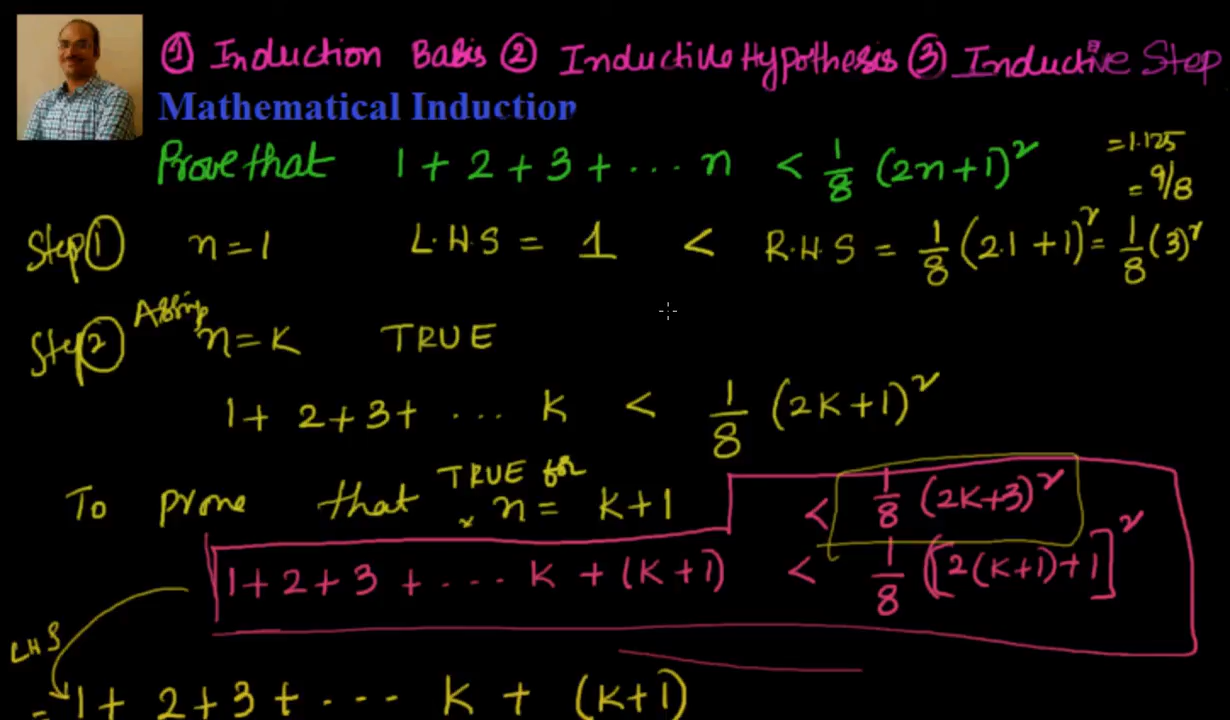 ① Induction Basis ② Inductive Hypothesis ③ Inductive Step
Mathematical Induction
Prove that 1 + 2 + 3 + ... n < 1/8 (2n+1)²
= 1.125
= 9/8
Step ① n = 1 L.H.S = 1 < R.H.S = 1/8 (2.1 + 1)² = 1/8 (3)²
Step ② n = K TRUE
1 + 2 + 3 + ... k < 1/8 (2K+1)²
To prove that TRUE for n = k+1 < 1/8 (2K+3)²
1 + 2 + 3 + .... k + (k+1) < 1/8 [2(k+1)+1]²
LHS
= 1 + 2 + 3 + .... k + (k+1)